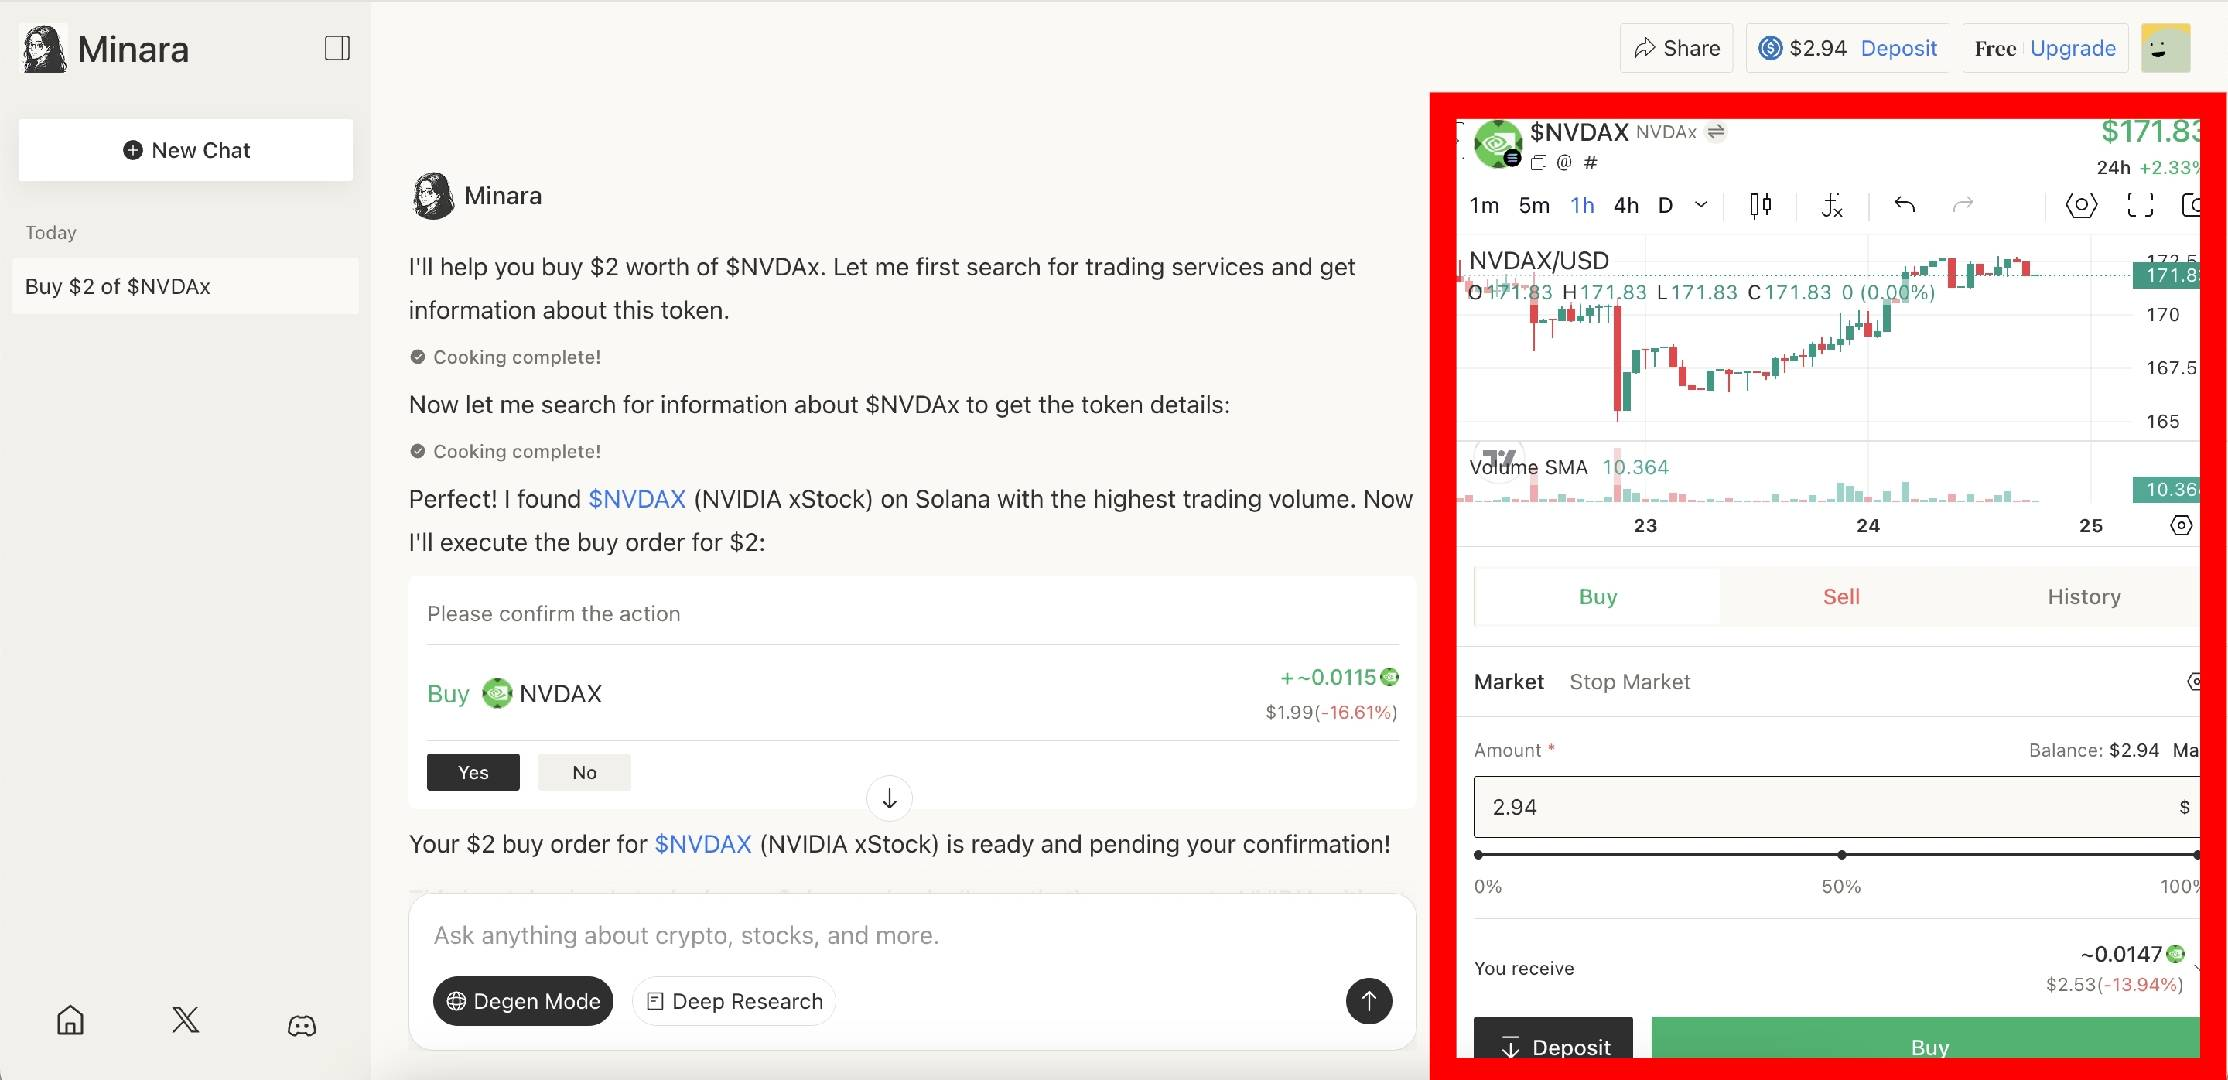 Minara
New Chat
Today
Buy $2 of $NVDAx
Share
$2.94 Deposit
Free Upgrade
Minara
I'll help you buy $2 worth of $NVDAx. Let me first search for trading services and get
information about this token.
Cooking complete!
Now let me search for information about $NVDAx to get the token details:
Cooking complete!
Perfect! I found $NVDAX (NVIDIA xStock) on Solana with the highest trading volume. Now
I'll execute the buy order for $2:
Please confirm the action
Buy NVDAX
+~0.0115
$1.99(-16.61%)
Yes
No
Your $2 buy order for $NVDAX (NVIDIA xStock) is ready and pending your confirmation!
Ask anything about crypto, stocks, and more.
Degen Mode
Deep Research
$NVDAX NVDAx
@ #
$171.83
24h +2.33%
1m 5m 1h 4h D
NVDAX/USD
O171.83 H171.83 L171.83 C171.83 0 (0.00%)
172.5
171.8
170
167.5
165
Volume SMA 10.364
10.36
23 24 25
Buy Sell History
Market Stop Market
Amount *
Balance: $2.94 Ma
2.94
$
0% 50% 100%
You receive
~0.0147
$2.53(-13.94%)
Deposit
Buy